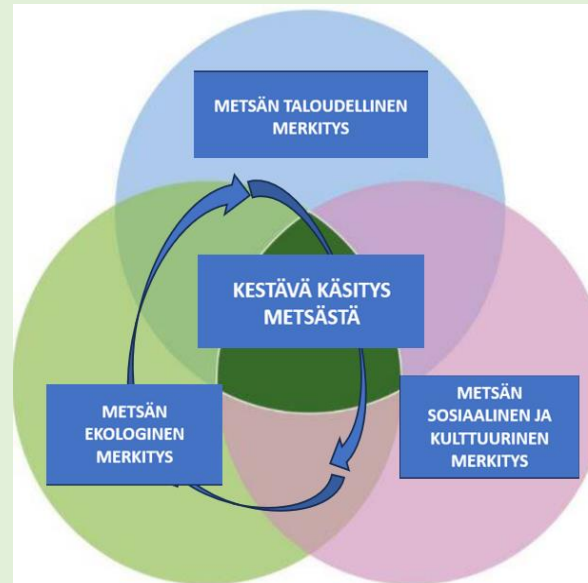 METSÄN TALOUDELLINEN
MERKITYS
KESTÄVÄ KÄSITYS
METSÄSTÄ
METSÄN
EKOLOGINEN
MERKITYS
METSÄN
SOSIAALINEN JA
KULTTUURINEN
MERKITYS